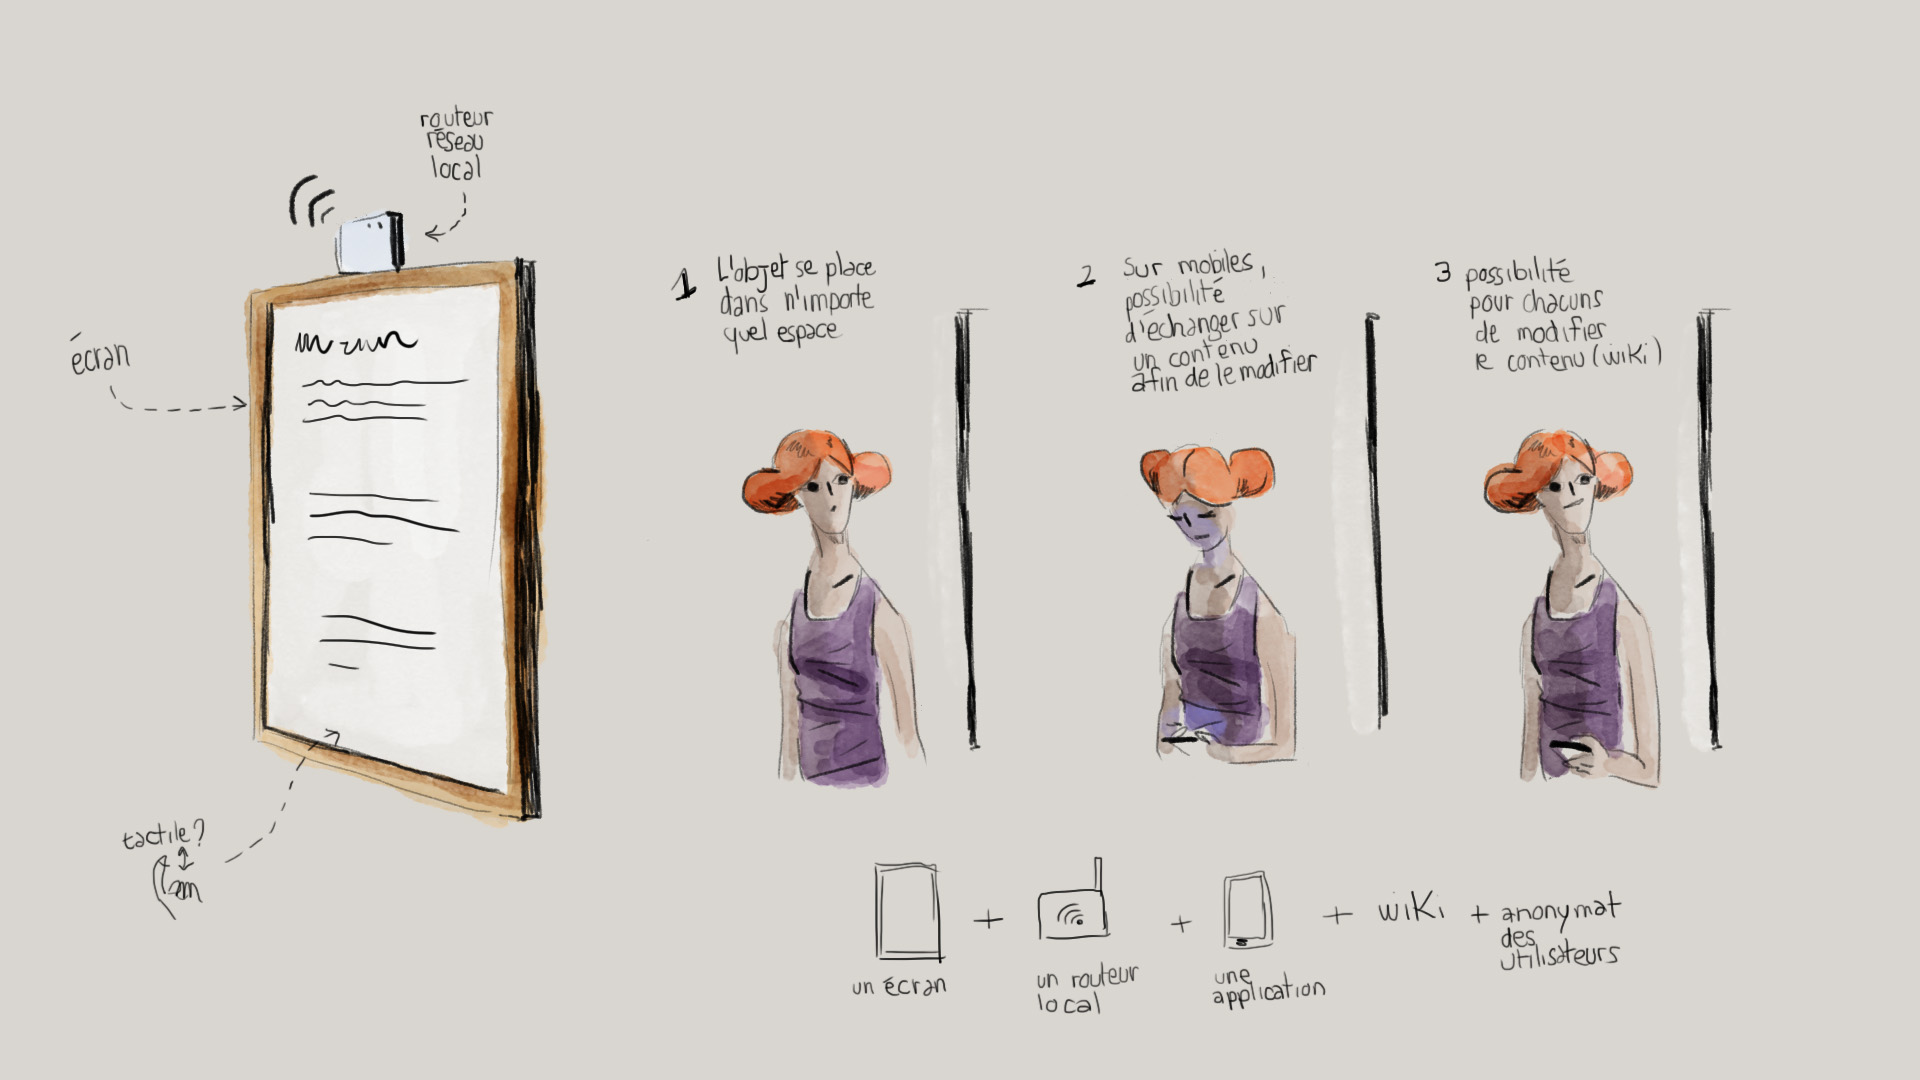 routeur
réseau
local
écran
tactile?
1 L'objet se place
dans n'importe
quel espace
2 Sur mobiles,
possibilité
d'échanger sur
un contenu
afin de le modifier
3 possibilité
pour chacuns
de modifier
le contenu (wiki)
+ + + wiki + anonymat
des
utilisateurs
un écran
un routeur
local
une
application